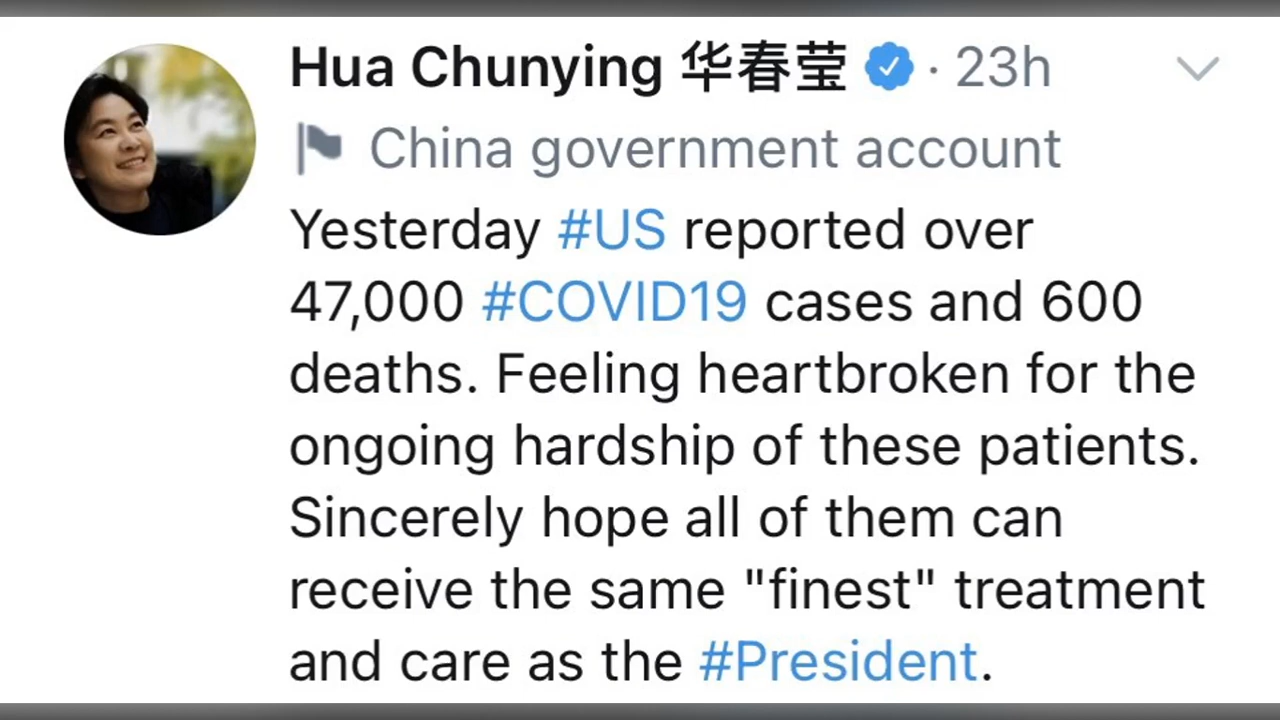 Hua Chunying 华春莹 · 23h
China government account
Yesterday #US reported over
47,000 #COVID19 cases and 600
deaths. Feeling heartbroken for the
ongoing hardship of these patients.
Sincerely hope all of them can
receive the same "finest" treatment
and care as the #President.